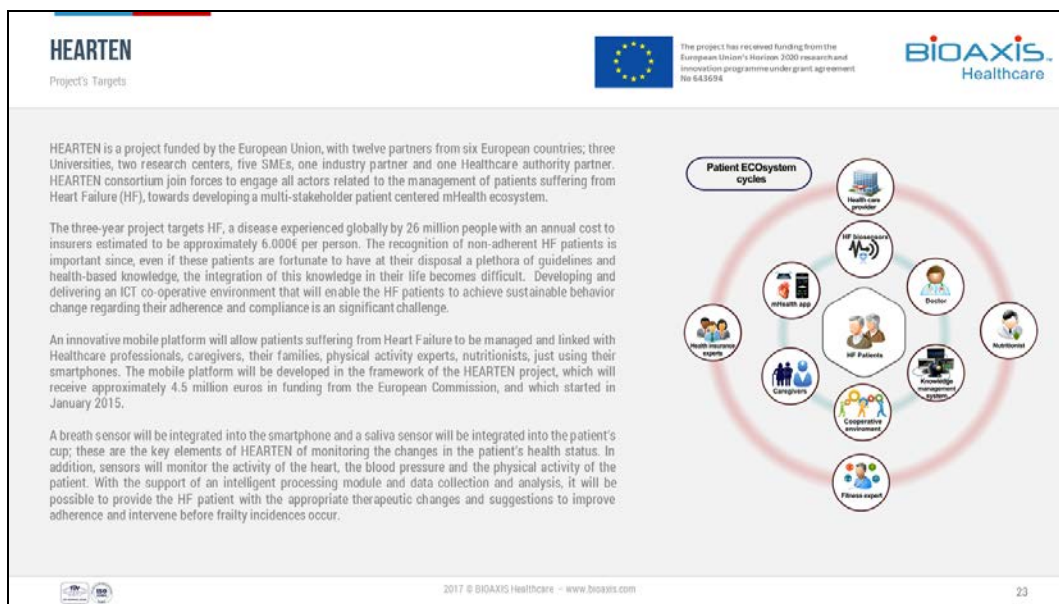 HEARTEN
Project's Targets
The project has received funding from the
European Union's Horizon 2020 research and
innovation programme under grant agreement
No 643694
BIOAXIS
Healthcare
HEARTEN is a project funded by the European Union, with twelve partners from six European countries; three
Universities, two research centers, five SMEs, one industry partner and one Healthcare authority partner.
HEARTEN consortium join forces to engage all actors related to the management of patients suffering from
Heart Failure (HF), towards developing a multi-stakeholder patient centered mHealth ecosystem.
The three-year project targets HF, a disease experienced globally by 26 million people with an annual cost to
insurers estimated to be approximately 6.000€ per person. The recognition of non-adherent HF patients is
important since, even if these patients are fortunate to have at their disposal a plethora of guidelines and
health-based knowledge, the integration of this knowledge in their life becomes difficult. Developing and
delivering an ICT co-operative environment that will enable the HF patients to achieve sustainable behavior
change regarding their adherence and compliance is an significant challenge.
An innovative mobile platform will allow patients suffering from Heart Failure to be managed and linked with
Healthcare professionals, caregivers, their families, physical activity experts, nutritionists, just using their
smartphones. The mobile platform will be developed in the framework of the HEARTEN project, which will
receive approximately 4.5 million euros in funding from the European Commission, and which started in
January 2015.
A breath sensor will be integrated into the smartphone and a saliva sensor will be integrated into the patient's
cup; these are the key elements of HEARTEN of monitoring the changes in the patient's health status. In
addition, sensors will monitor the activity of the heart, the blood pressure and the physical activity of the
patient. With the support of an intelligent processing module and data collection and analysis, it will be
possible to provide the HF patient with the appropriate therapeutic changes and suggestions to improve
adherence and intervene before frailty incidences occur.
Patient ECOsystem
cycles
Health care
provider
HF biosensors
mHealth app
Doctor
Health insurance
experts
HF Patients
Nutritionist
Caregivers
Knowledge
management
system
Cooperative
enviroment
Fitness expert
2017 © BIOAXIS Healthcare – www.bioaxis.com
23